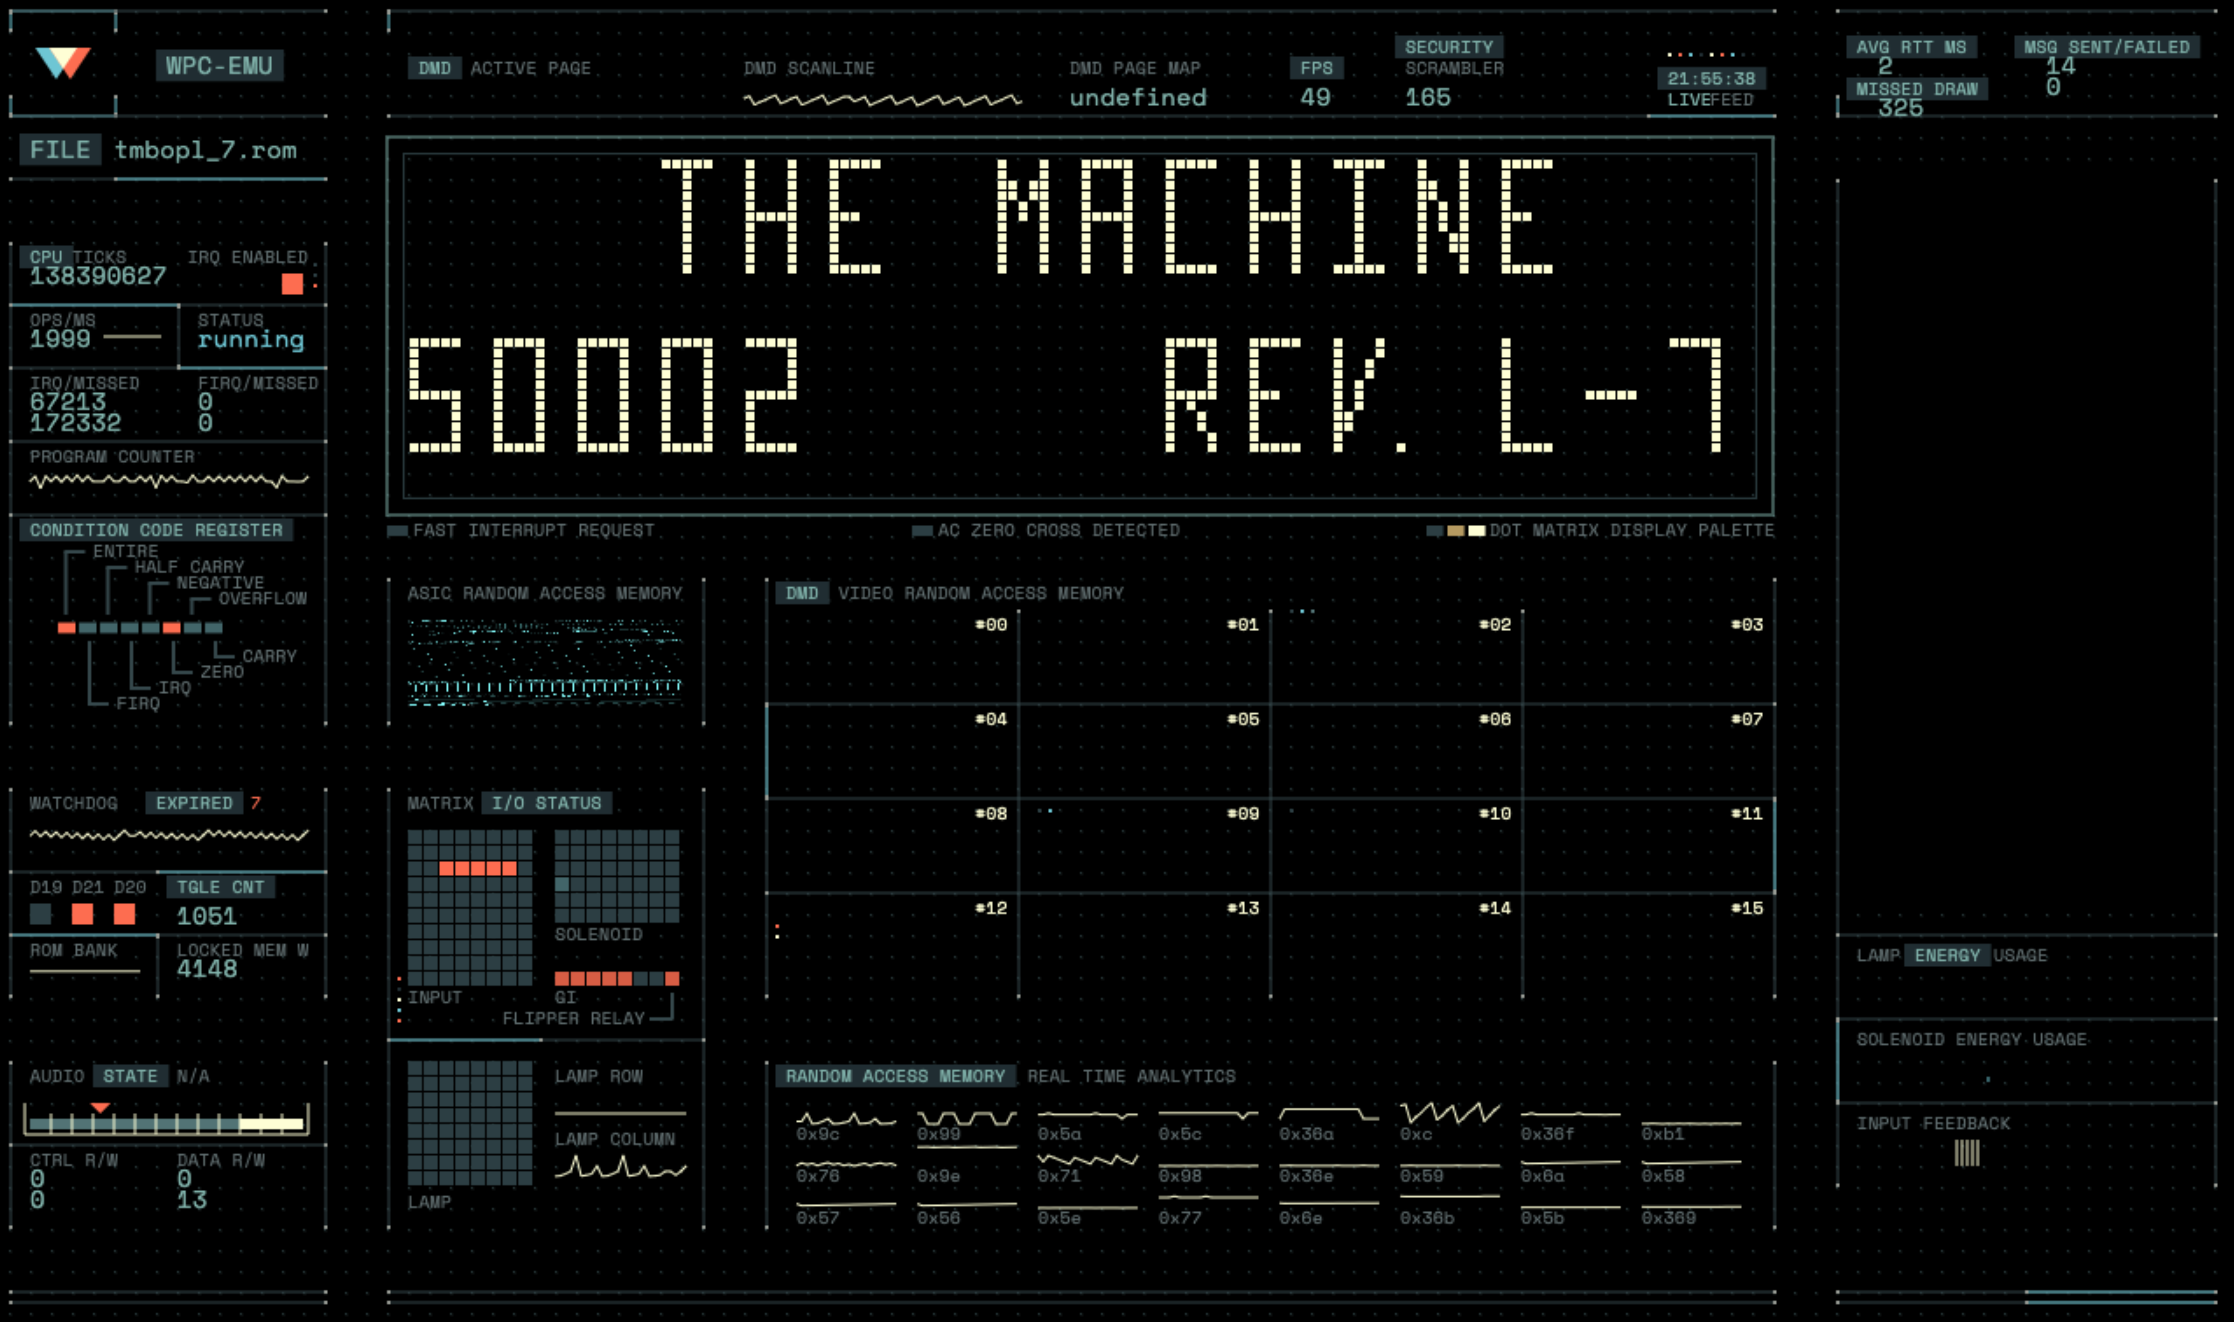 WPC-EMU
FILE tmbopl_7.rom
CPU TICKS
138390627
IRQ ENABLED
OPS/MS
1999
STATUS
running
IRQ/MISSED
67213
172332
FIRQ/MISSED
0
0
PROGRAM COUNTER
CONDITION CODE REGISTER
ENTIRE
HALF CARRY
NEGATIVE
OVERFLOW
CARRY
ZERO
IRQ
FIRQ
WATCHDOG EXPIRED 7
D19 D21 D20
TGLE CNT
1051
ROM BANK
LOCKED MEM W
4148
AUDIO STATE N/A
CTRL R/W
0
0
DATA R/W
0
13
DMD ACTIVE PAGE
DMD SCANLINE
DMD PAGE MAP
undefined
FPS
49
SECURITY
SCRAMBLER
165
21:55:38
LIVEFEED
THE MACHINE
50002 REV. L-7
FAST INTERRUPT REQUEST
AC ZERO CROSS DETECTED
DOT MATRIX DISPLAY PALETTE
ASIC RANDOM ACCESS MEMORY
MATRIX I/O STATUS
INPUT
SOLENOID
GI
FLIPPER RELAY
LAMP
LAMP ROW
LAMP COLUMN
DMD VIDEO RANDOM ACCESS MEMORY
#00 #01 #02 #03
#04 #05 #06 #07
#08 #09 #10 #11
#12 #13 #14 #15
RANDOM ACCESS MEMORY REAL TIME ANALYTICS
0x9c 0x99 0x5a 0x5c 0x36a 0xc 0x36f 0xb1
0x76 0x9e 0x71 0x98 0x36e 0x59 0x6a 0x58
0x57 0x56 0x5e 0x77 0x6e 0x36b 0x5b 0x369
AVG RTT MS
2
MISSED DRAW
325
MSG SENT/FAILED
14
0
LAMP ENERGY USAGE
SOLENOID ENERGY USAGE
INPUT FEEDBACK